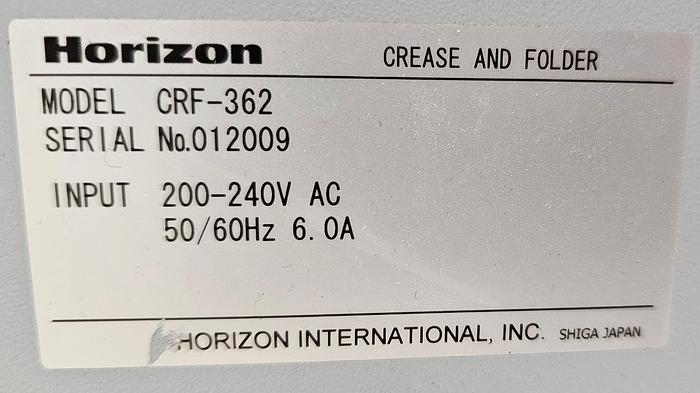 Horizon CREASE AND FOLDER
MODEL CRF-362
SERIAL No.012009
INPUT 200-240V AC
50/60Hz 6.0A
HORIZON INTERNATIONAL, INC. SHIGA JAPAN